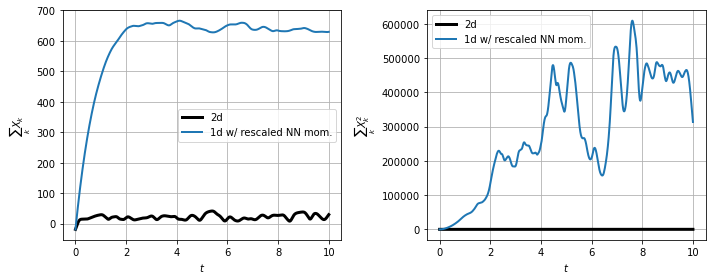 700
600
500
400
300
200
100
0
0 2 4 6 8 10
t
∑ X_k
k
2d
1d w/ rescaled NN mom.
600000
500000
400000
300000
200000
100000
0
0 2 4 6 8 10
t
∑ X_k^2
k
2d
1d w/ rescaled NN mom.